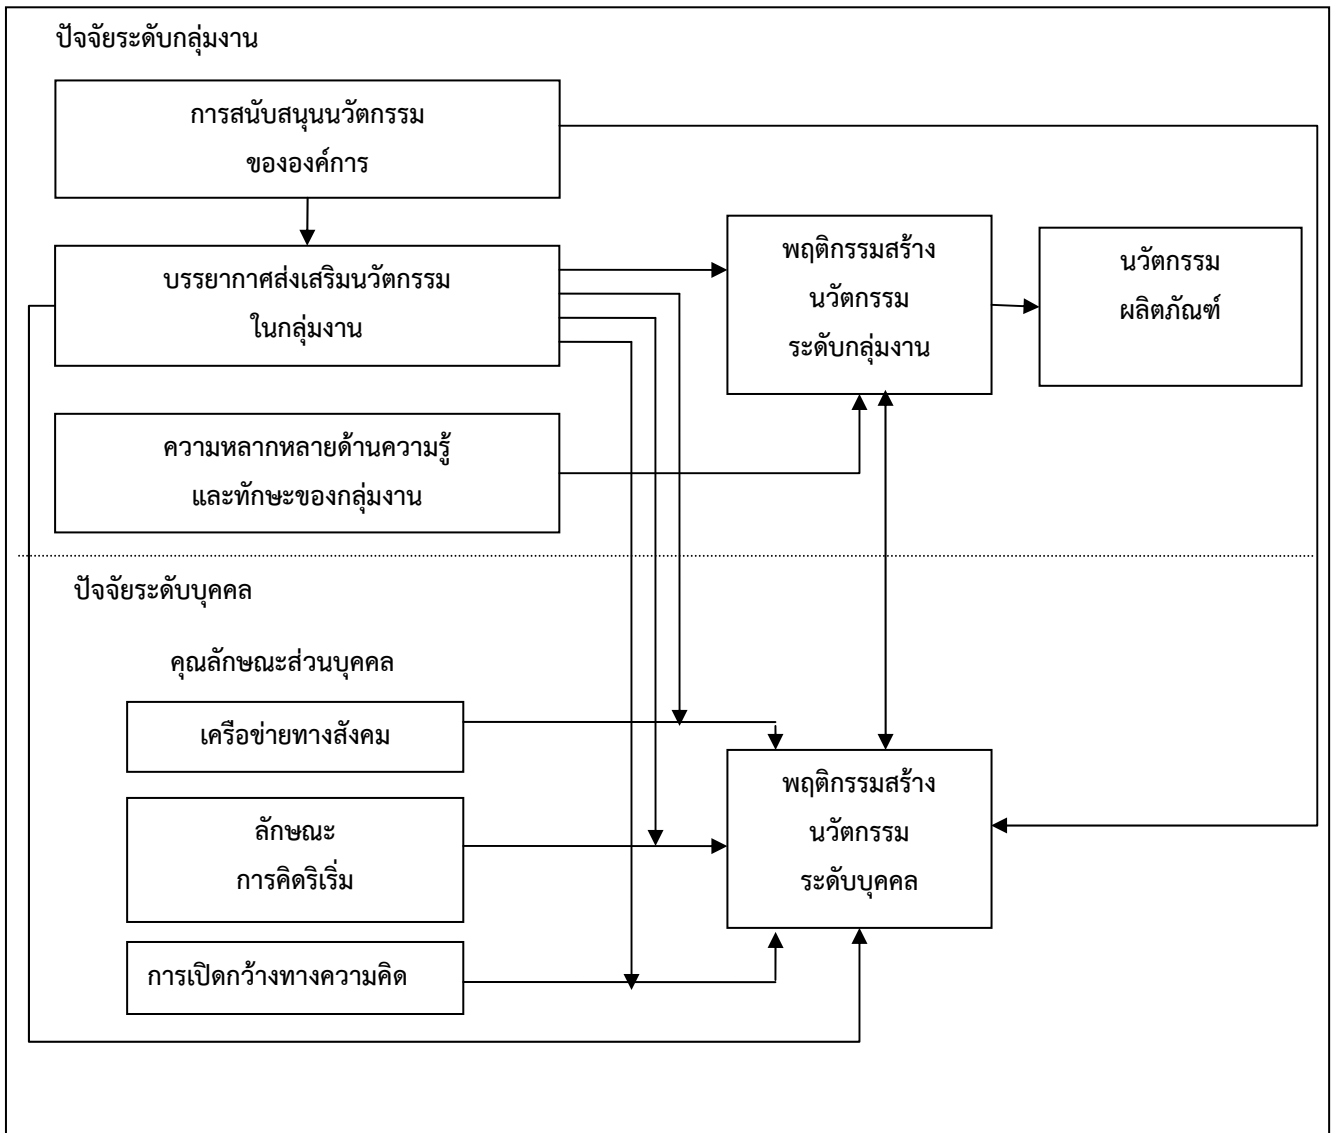 ปัจจัยระดับกลุ่มงาน
การสนับสนุนนวัตกรรม
ขององค์การ
บรรยากาศส่งเสริมนวัตกรรม
ในกลุ่มงาน
พฤติกรรมสร้าง
นวัตกรรม
ระดับกลุ่มงาน
นวัตกรรม
ผลิตภัณฑ์
ความหลากหลายด้านความรู้
และทักษะของกลุ่มงาน
ปัจจัยระดับบุคคล
คุณลักษณะส่วนบุคคล
เครือข่ายทางสังคม
ลักษณะ
การคิดริเริ่ม
การเปิดกว้างทางความคิด
พฤติกรรมสร้าง
นวัตกรรม
ระดับบุคคล